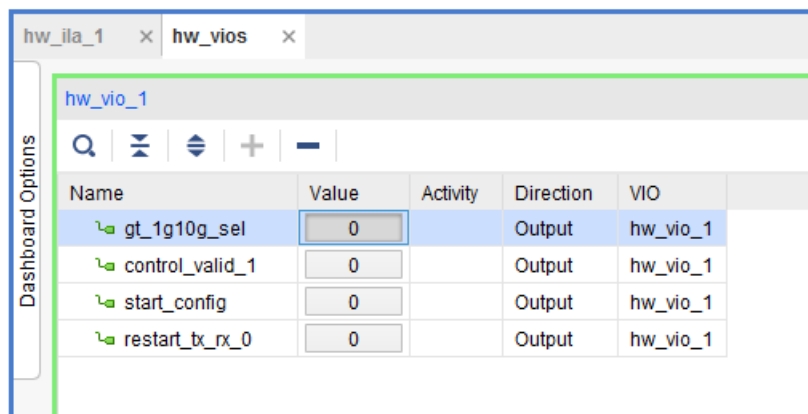 hw_ila_1 × hw_vios ×
Dashboard Options
hw_vio_1
Name Value Activity Direction VIO
gt_1g10g_sel 0 Output hw_vio_1
control_valid_1 0 Output hw_vio_1
start_config 0 Output hw_vio_1
restart_tx_rx_0 0 Output hw_vio_1